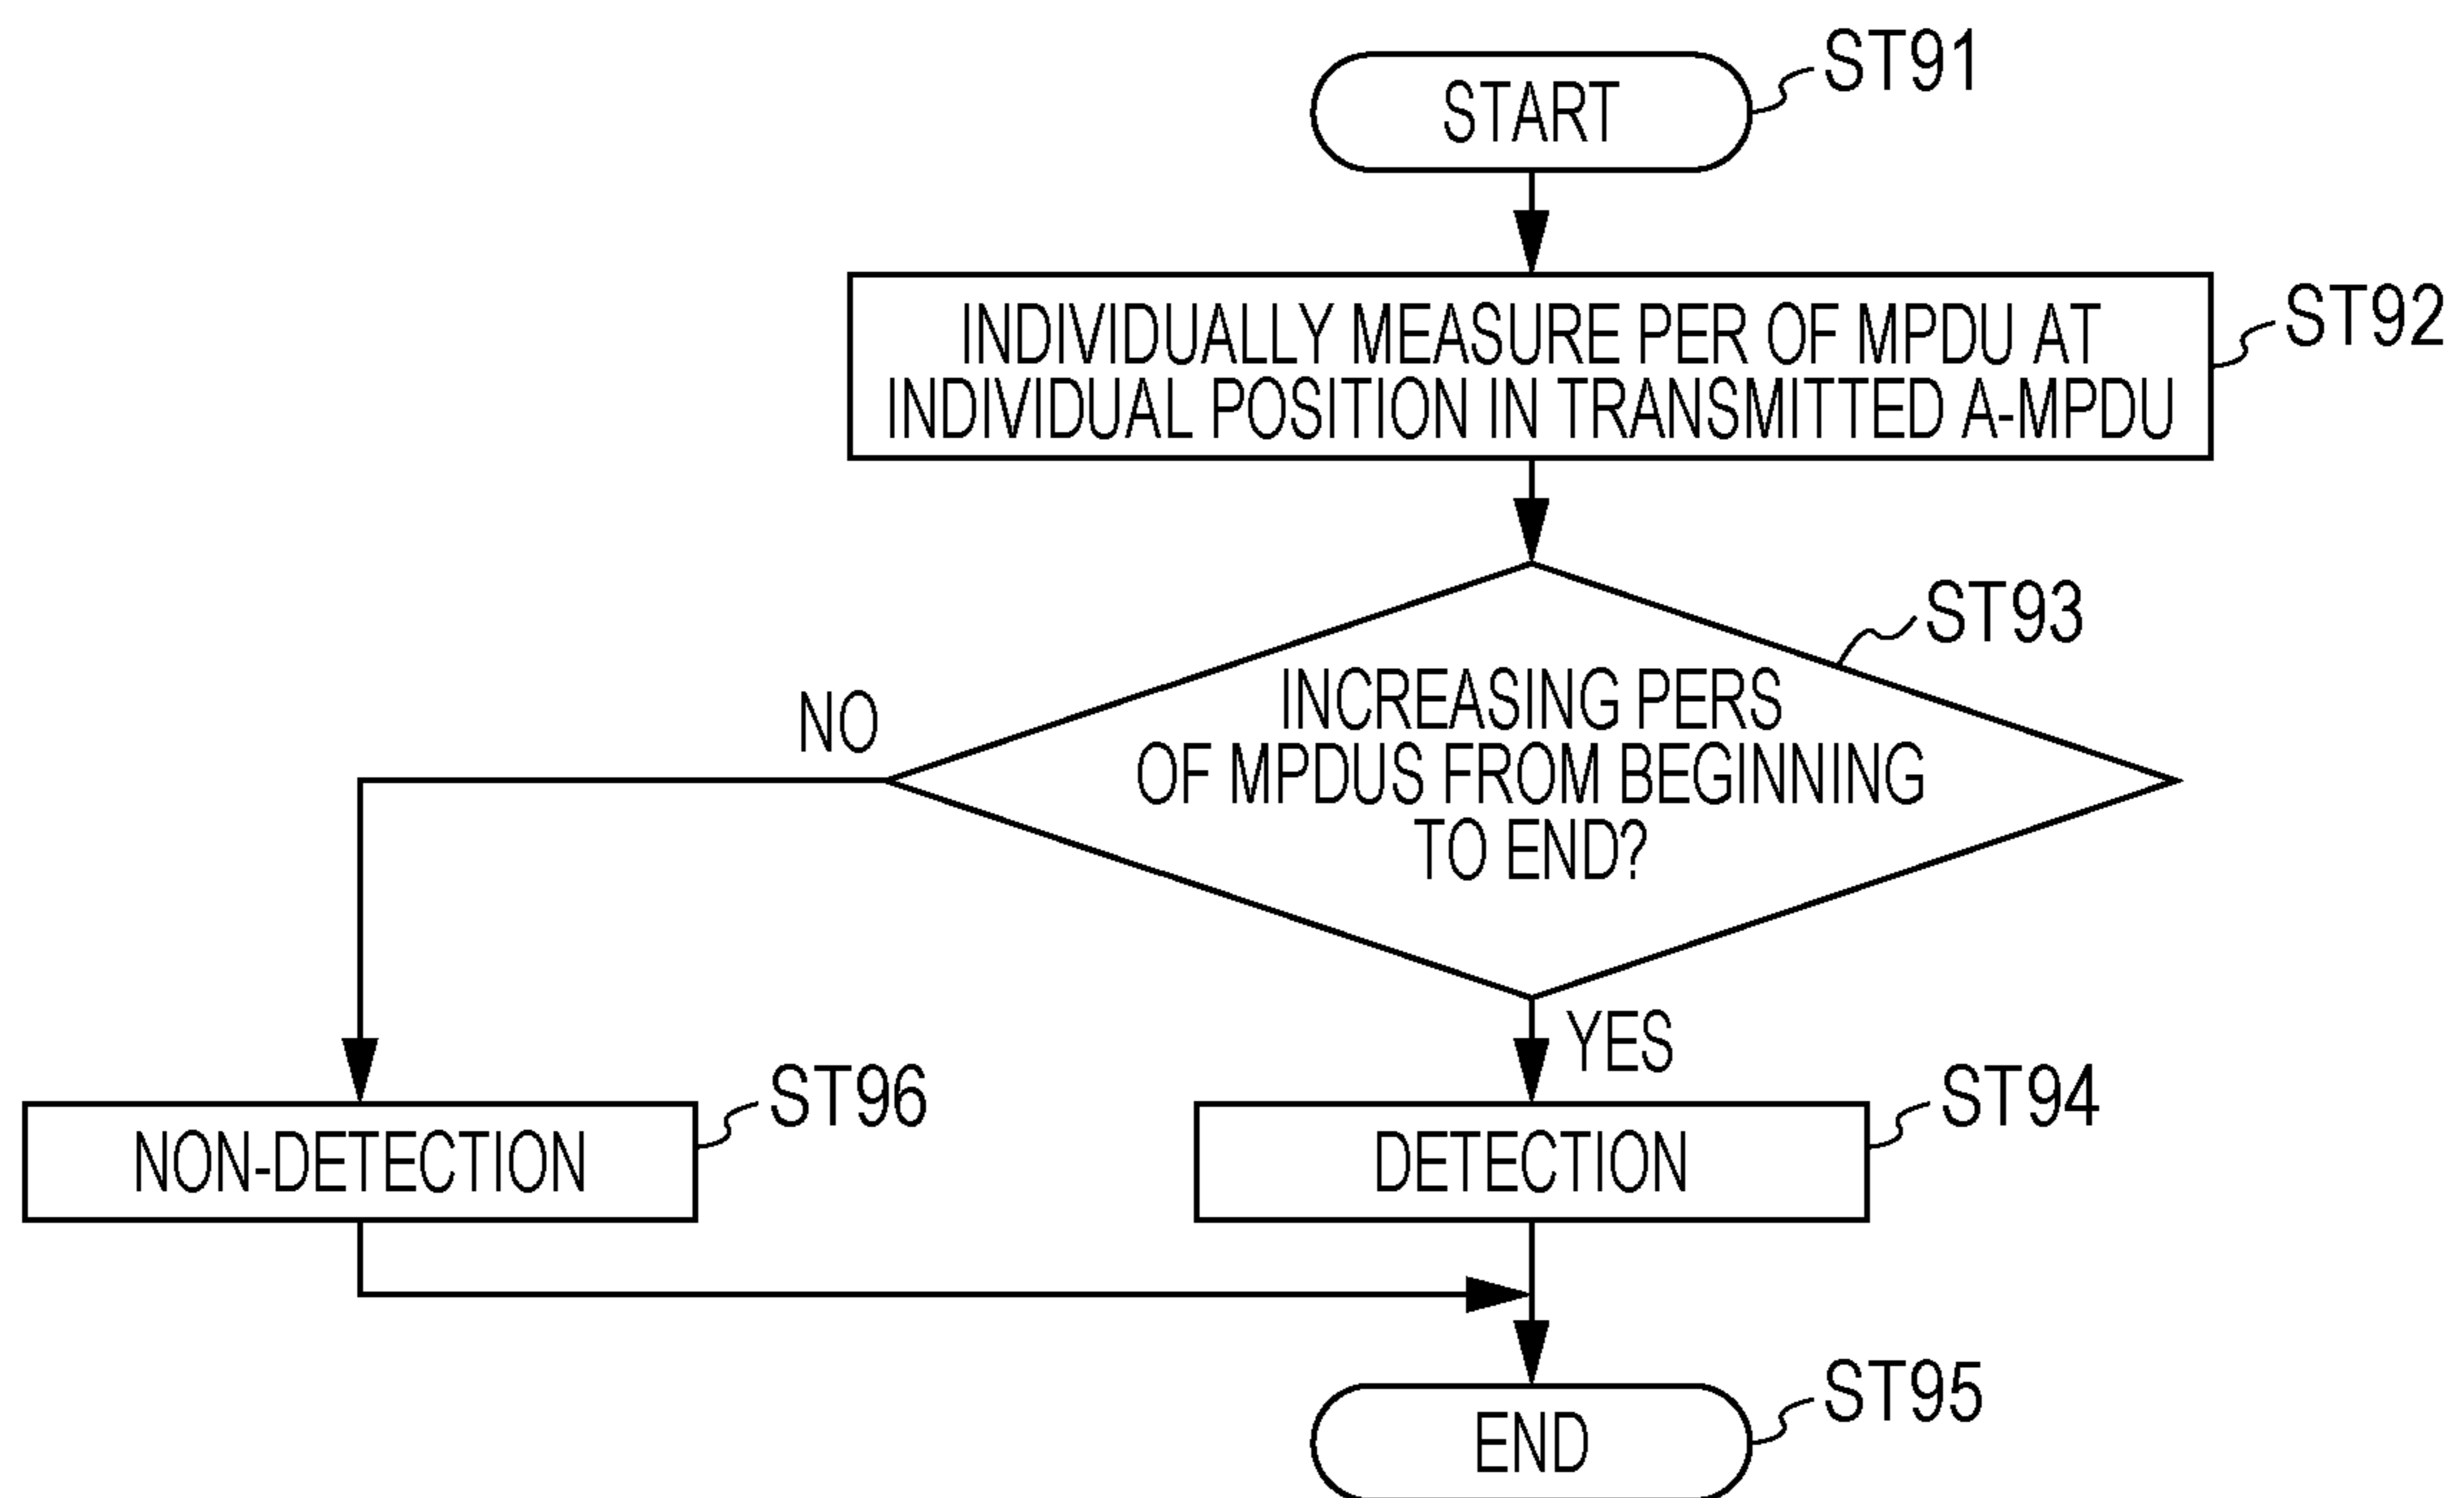 START
ST91
INDIVIDUALLY MEASURE PER OF MPDU AT
INDIVIDUAL POSITION IN TRANSMITTED A-MPDU
ST92
ST93
INCREASING PERS
OF MPDUS FROM BEGINNING
TO END?
NO
YES
NON-DETECTION
ST96
DETECTION
ST94
END
ST95